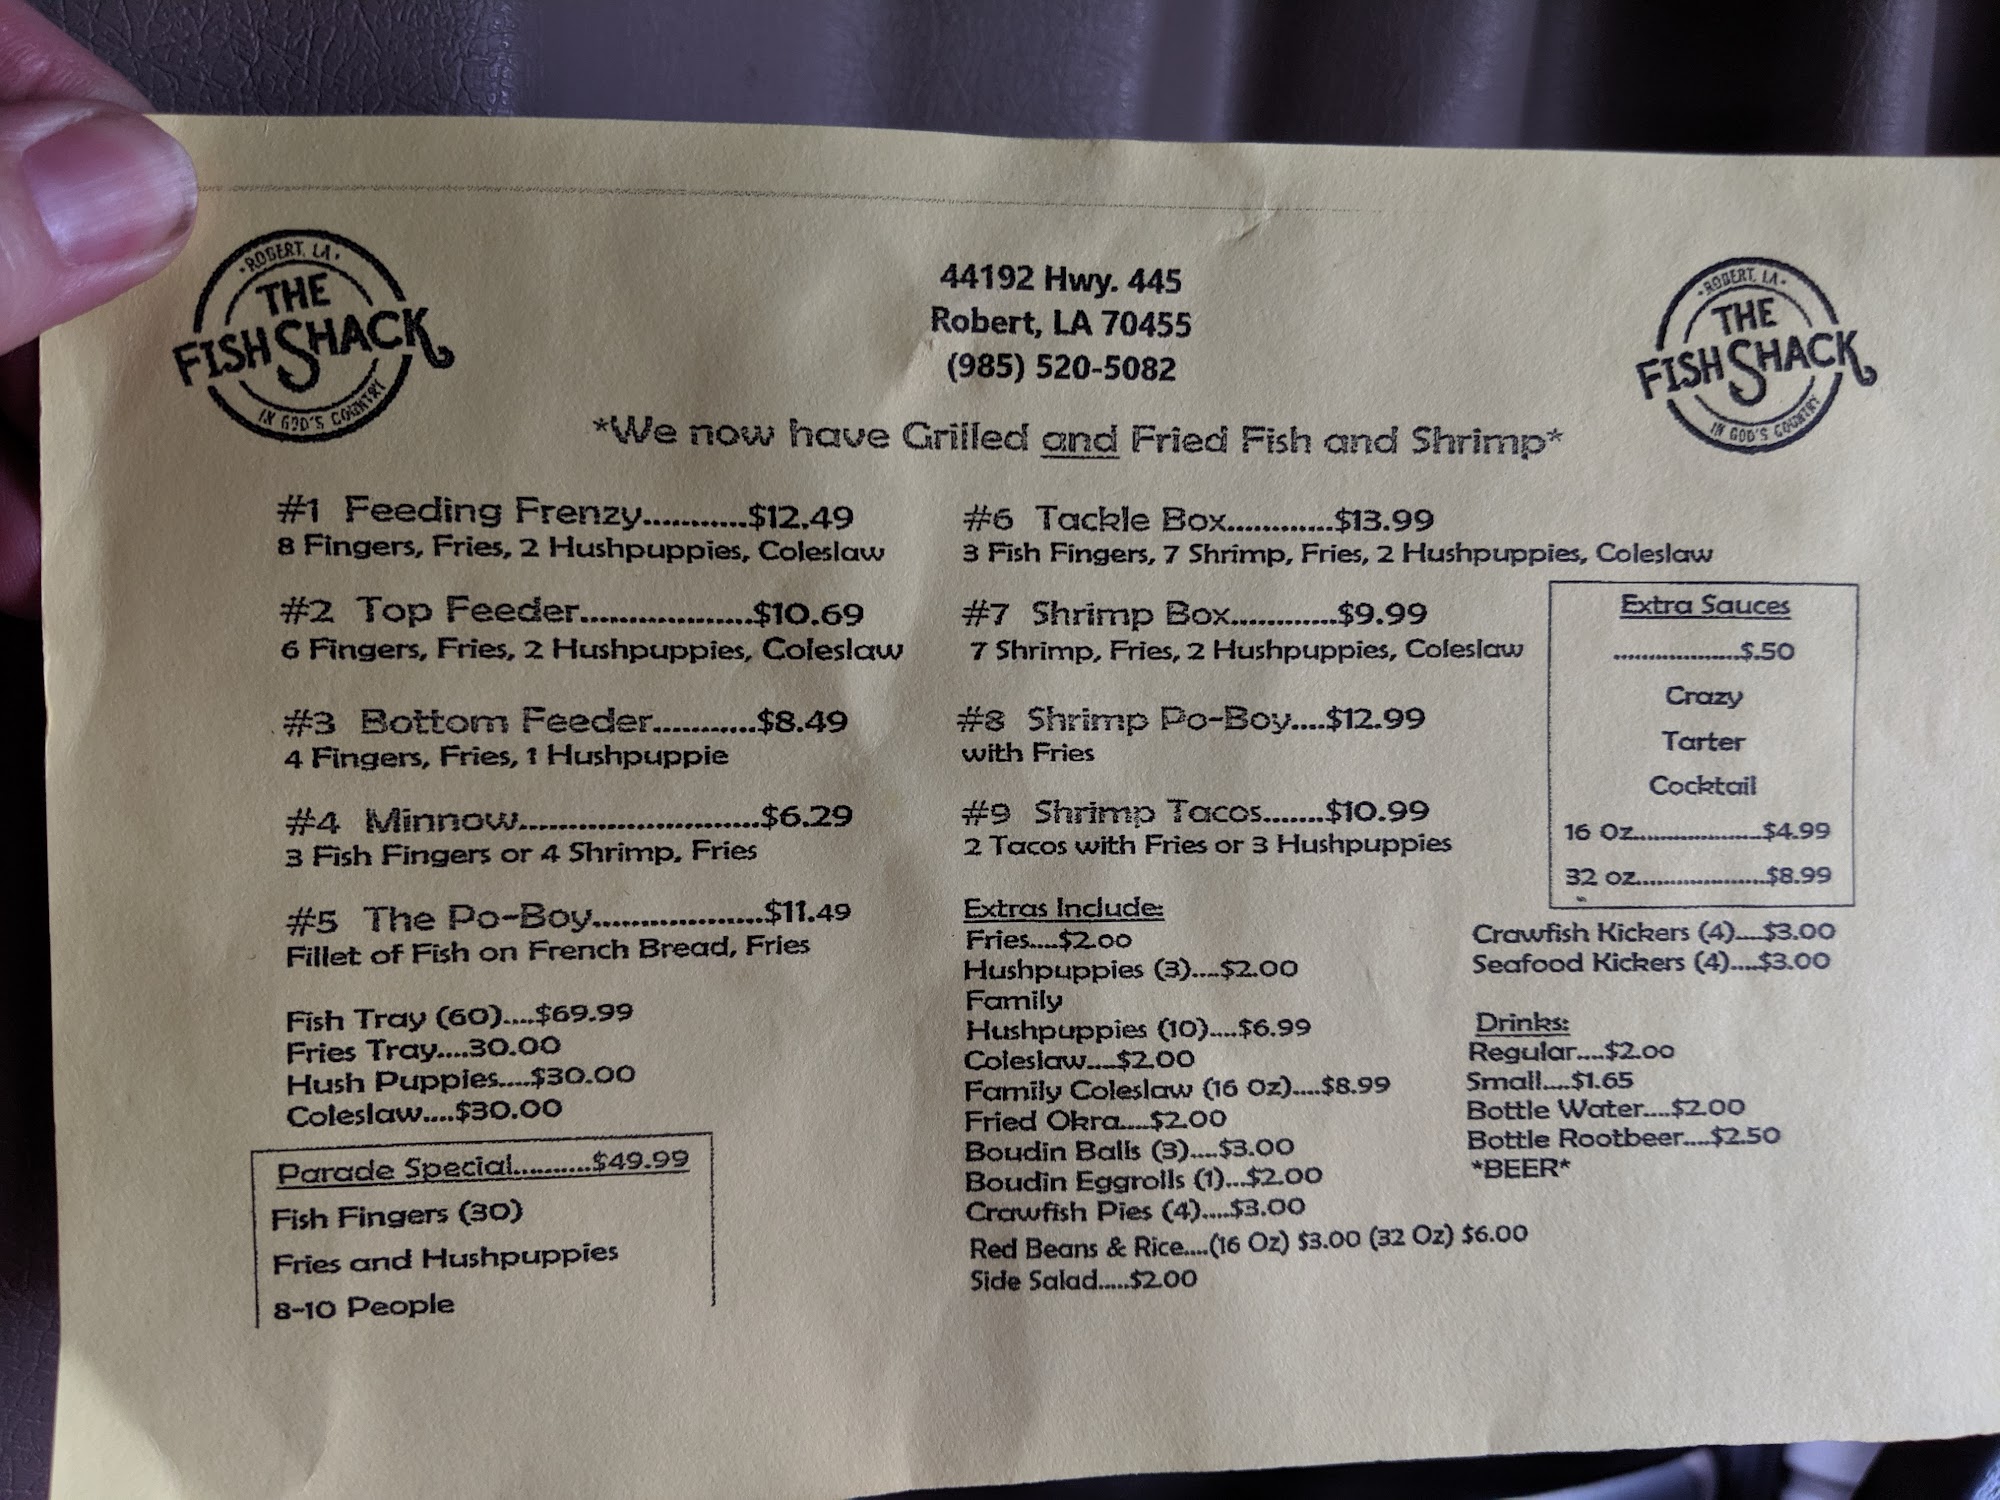 ROBERT, LA
THE
FISH SHACK
IN GOD'S COUNTRY
44192 Hwy. 445
Robert, LA 70455
(985) 520-5082
ROBERT, LA
THE
FISH SHACK
IN GOD'S COUNTRY
*We now have Grilled and Fried Fish and Shrimp*
#1 Feeding Frenzy...........$12.49
8 Fingers, Fries, 2 Hushpuppies, Coleslaw
#2 Top Feeder..................$10.69
6 Fingers, Fries, 2 Hushpuppies, Coleslaw
#3 Bottom Feeder...........$8.49
4 Fingers, Fries, 1 Hushpuppie
#4 Minnow.........................$6.29
3 Fish Fingers or 4 Shrimp, Fries
#5 The Po-Boy..................$11.49
Fillet of Fish on French Bread, Fries
Fish Tray (60)....$69.99
Fries Tray....30.00
Hush Puppies....$30.00
Coleslaw....$30.00
Parade Special..........$49.99
Fish Fingers (30)
Fries and Hushpuppies
8-10 People
#6 Tackle Box.............$13.99
3 Fish Fingers, 7 Shrimp, Fries, 2 Hushpuppies, Coleslaw
#7 Shrimp Box.............$9.99
7 Shrimp, Fries, 2 Hushpuppies, Coleslaw
#8 Shrimp Po-Boy....$12.99
with Fries
#9 Shrimp Tacos.......$10.99
2 Tacos with Fries or 3 Hushpuppies
Extras Include:
Fries....$2.00
Hushpuppies (3)....$2.00
Family
Hushpuppies (10)....$6.99
Coleslaw....$2.00
Family Coleslaw (16 Oz)....$8.99
Fried Okra.....$2.00
Boudin Balls (3)....$3.00
Boudin Eggrolls (1)...$2.00
Crawfish Pies (4).....$3.00
Red Beans & Rice....(16 Oz) $3.00 (32 Oz) $6.00
Side Salad.....$2.00
Extra Sauces
....................$.50
Crazy
Tarter
Cocktail
16 Oz....................$4.99
32 oz....................$8.99
Crawfish Kickers (4)....$3.00
Seafood Kickers (4)....$3.00
Drinks:
Regular....$2.00
Small....$1.65
Bottle Water....$2.00
Bottle Rootbeer....$2.50
*BEER*